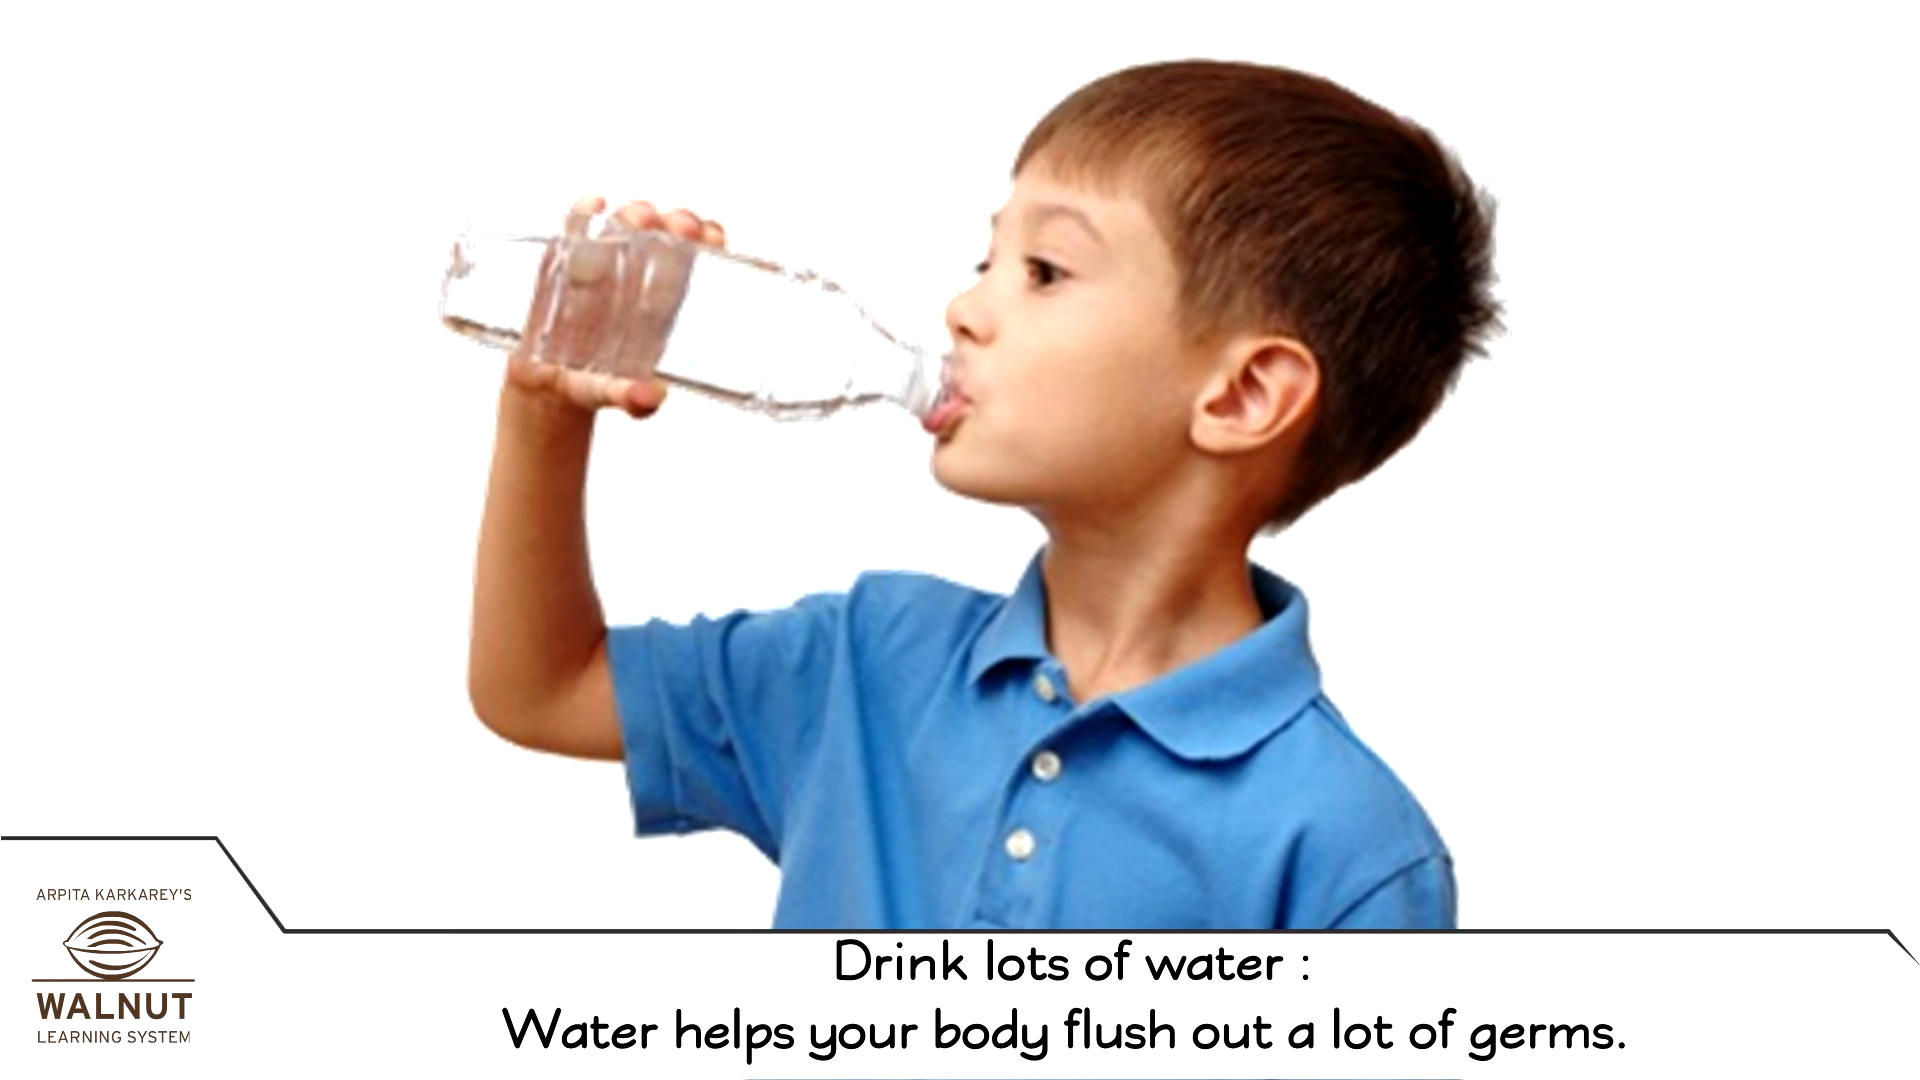 ARPITA KARKAREY'S
WALNUT
LEARNING SYSTEM
Drink lots of water :
Water helps your body flush out a lot of germs.